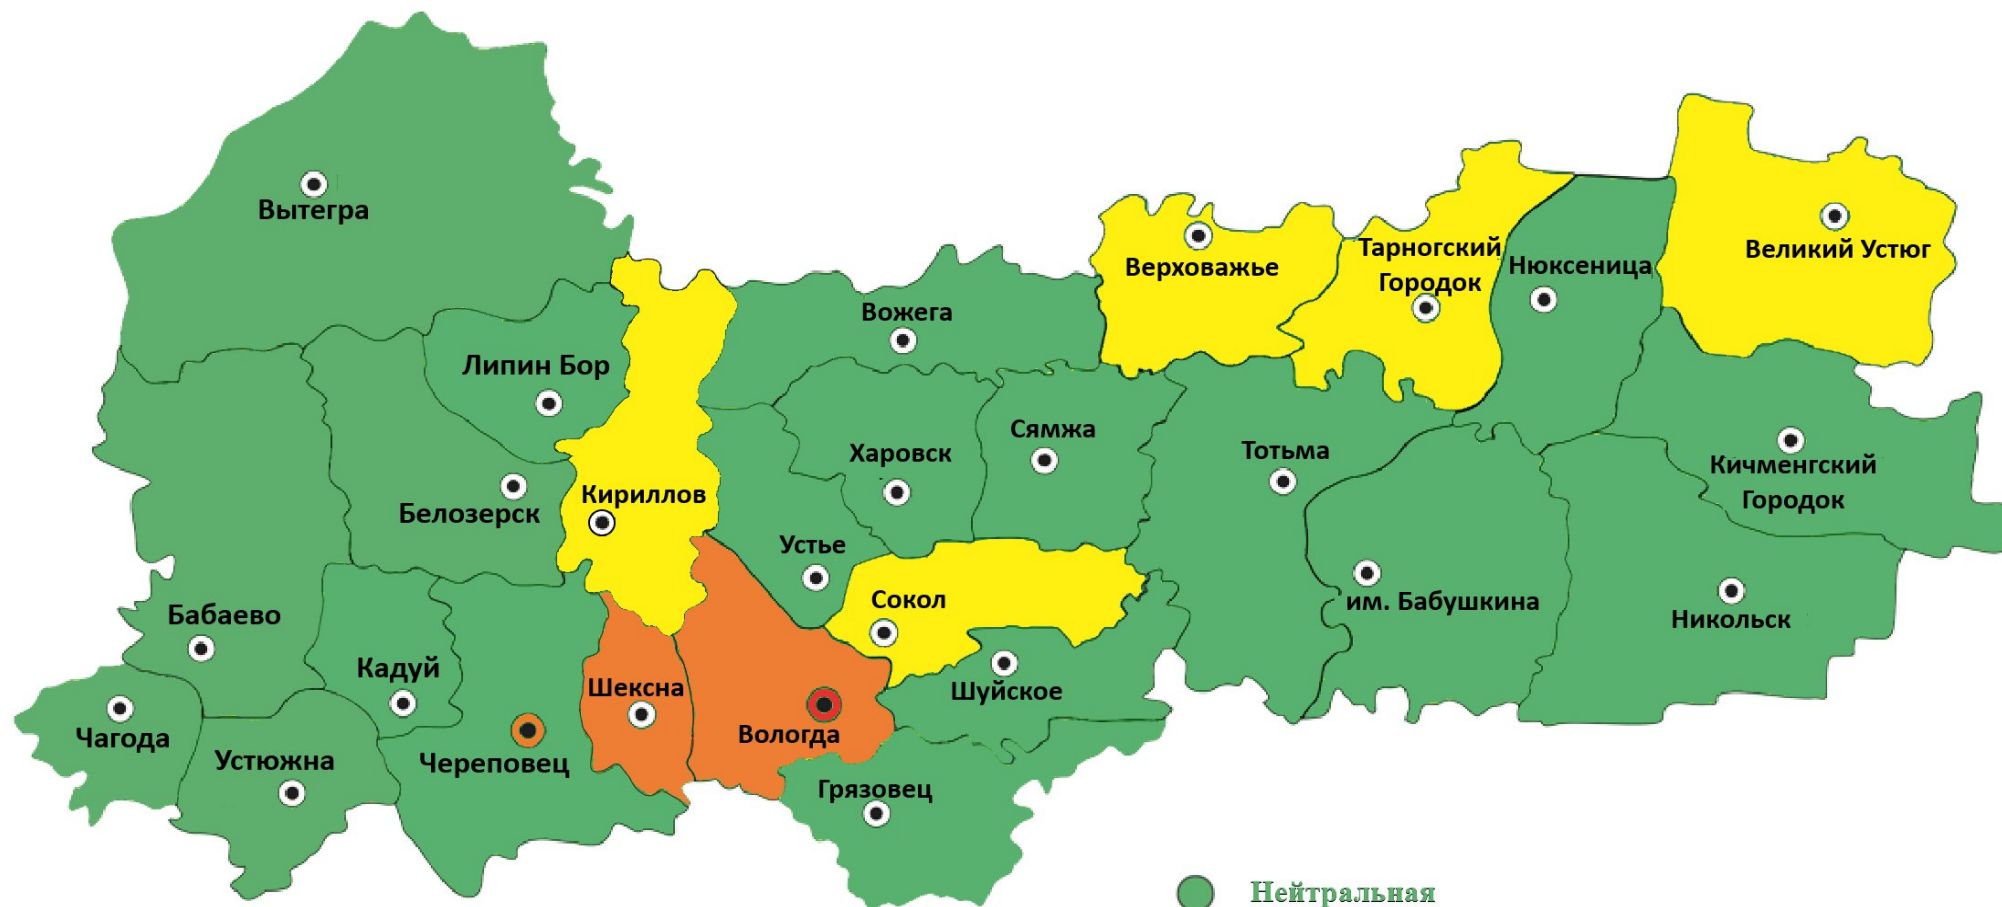 Вытегра
Верховажье
Тарногский
Городок
Нюксеница
Великий Устюг
Вожега
Липин Бор
Харовск
Сямжа
Тотьма
Кичменгский
Городок
Белозерск
Кириллов
Устье
Сокол
им. Бабушкина
Никольск
Бабаево
Кадуй
Шексна
Шуйское
Чагода
Устюжна
Череповец
Вологда
Грязовец
Нейтральная